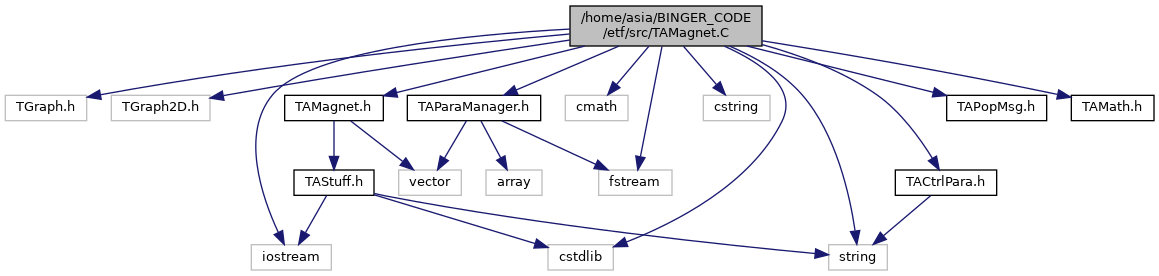 /home/asia/BINGER_CODE
/etf/src/TAMagnet.C
TGraph.h
TGraph2D.h
TAMagnet.h
TAParaManager.h
cmath
cstring
TAPopMsg.h
TAMath.h
TAStuff.h
vector
array
fstream
TACtrlPara.h
iostream
cstdlib
string